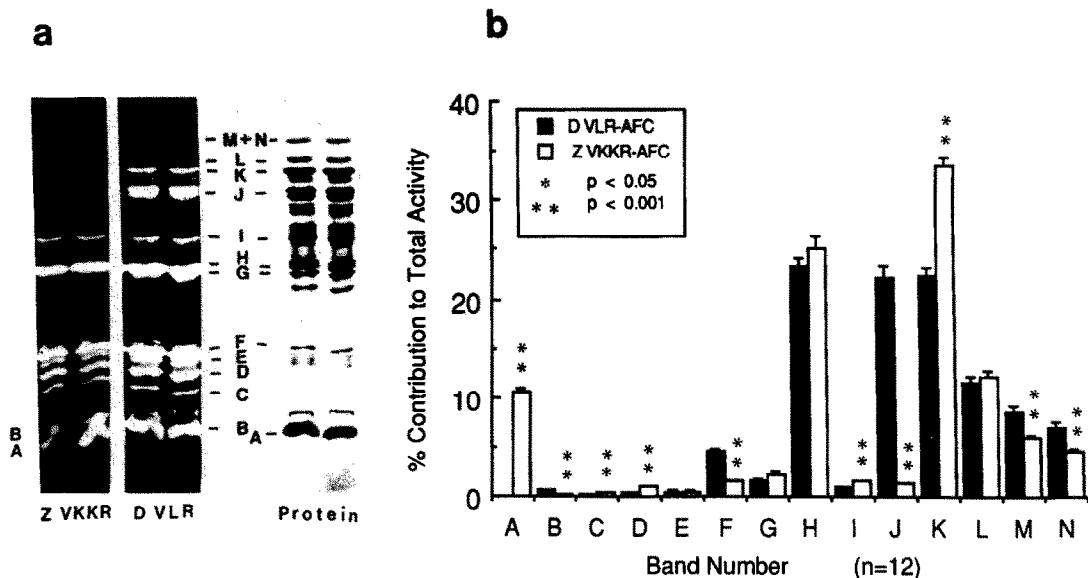 a
M+N
L
K
J
I
H
G
F
E
D
C
B
A
B
A
Z VKKR
D VLR
Protein
b
% Contribution to Total Activity
40
30
20
10
0
D VLR-AFC
Z VKKR-AFC
* p < 0.05
** p < 0.001
**
**
**
**
**
**
**
**
**
**
A B C D E F G H I J K L M N
Band Number (n=12)